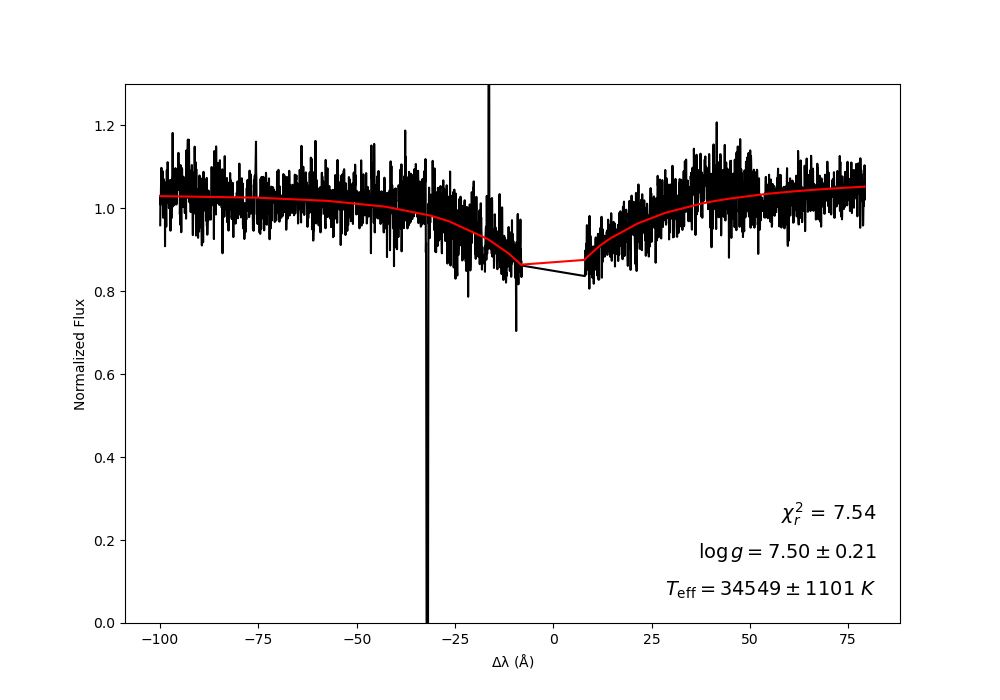 1.2
1.0
0.8
0.6
0.4
0.2
0.0
Normalized Flux
χ²ᵣ = 7.54
log g = 7.50 ± 0.21
T_eff = 34549 ± 1101 K
−100 −75 −50 −25 0 25 50 75
Δλ (Å)